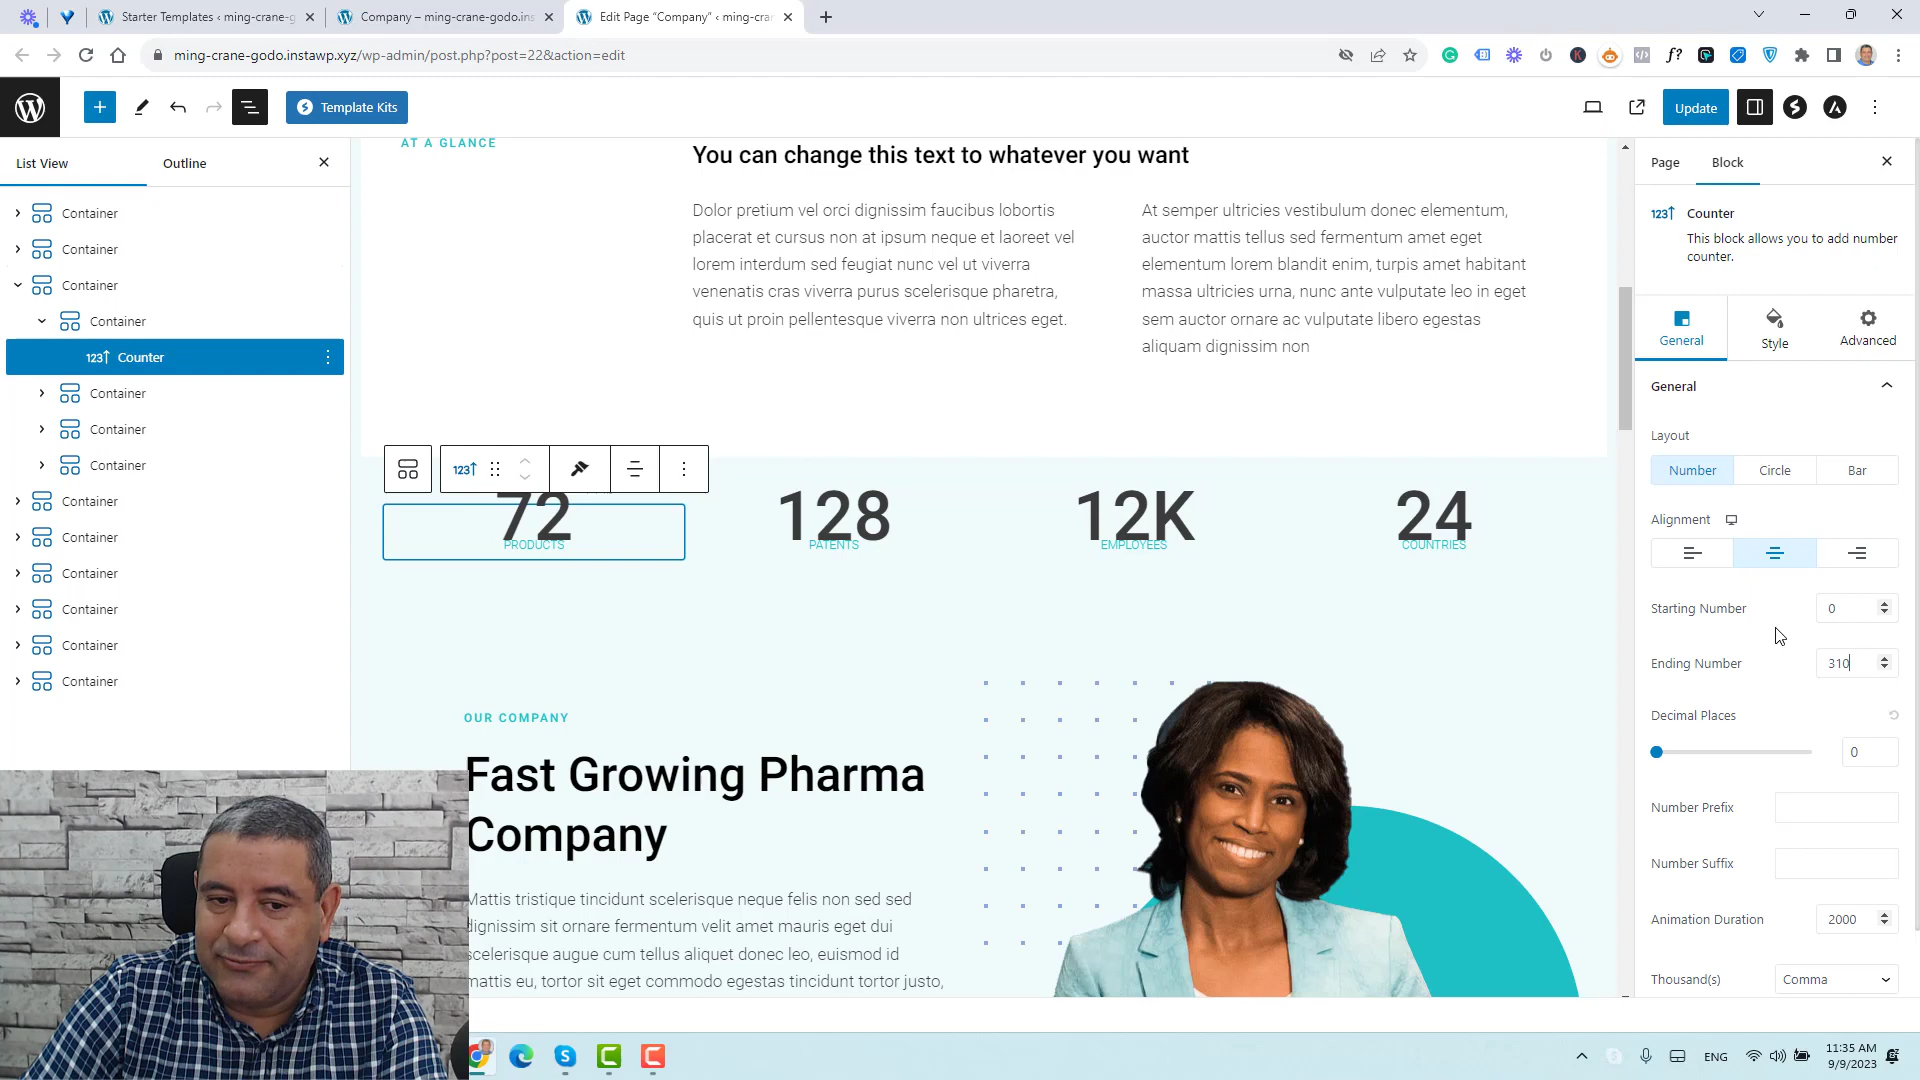 Starter Templates ‹ ming-crane-g
Company – ming-crane-godo.ins
Edit Page “Company” ‹ ming-cra
ming-crane-godo.instawp.xyz/wp-admin/post.php?post=22&action=edit
Template Kits
Update
List View
Outline
Container
Container
Container
Container
Counter
Container
Container
Container
Container
Container
Container
Container
Container
Container
AT A GLANCE
You can change this text to whatever you want
Dolor pretium vel orci dignissim faucibus lobortis
placerat et cursus non at ipsum neque et laoreet vel
lorem interdum sed feugiat nunc vel ut viverra
venenatis cras viverra purus scelerisque pharetra,
quis ut proin pellentesque viverra non ultrices eget.
At semper ultricies vestibulum donec elementum,
auctor mattis tellus sed fermentum amet eget
elementum lorem blandit enim, turpis amet habitant
massa ultricies urna, nunc ante vulputate leo in eget
sem auctor ornare ac vulputate libero egestas
aliquam dignissim non
123
72
PRODUCTS
128
PATENTS
12K
EMPLOYEES
24
COUNTRIES
OUR COMPANY
Fast Growing Pharma
Company
Mattis tristique tincidunt scelerisque neque felis non sed sed
dignissim sit ornare fermentum velit amet mauris eget dui
scelerisque augue cum tellus aliquet donec leo, euismod id
mattis eu, tortor sit eget commodo egestas tincidunt tortor justo,
Page
Block
Counter
This block allows you to add number
counter.
General
Style
Advanced
General
Layout
Number
Circle
Bar
Alignment
Starting Number
0
Ending Number
310
Decimal Places
0
Number Prefix
Number Suffix
Animation Duration
2000
Thousand(s)
Comma
ENG
11:35 AM
9/9/2023